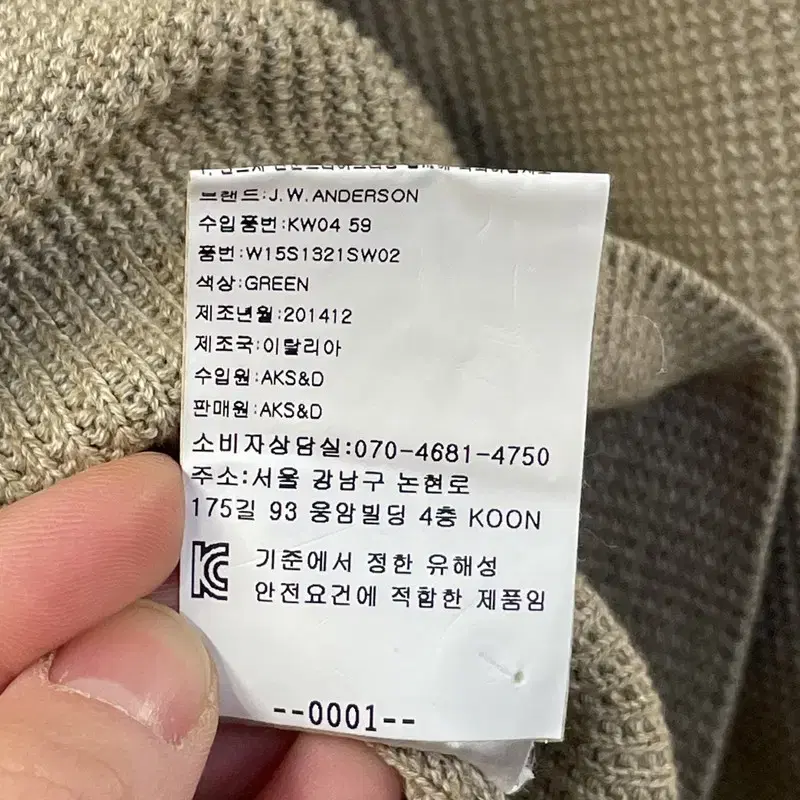 브랜드:J.W.ANDERSON
수입품번:KW04 59
품번:W15S1321SW02
색상:GREEN
제조년월:201412
제조국:이탈리아
수입원:AKS&D
판매원:AKS&D
소비자상담실:070-4681-4750
주소:서울 강남구 논현로
175길 93 웅암빌딩 4층 KOON
기준에서 정한 유해성
안전요건에 적합한 제품임
--0001--